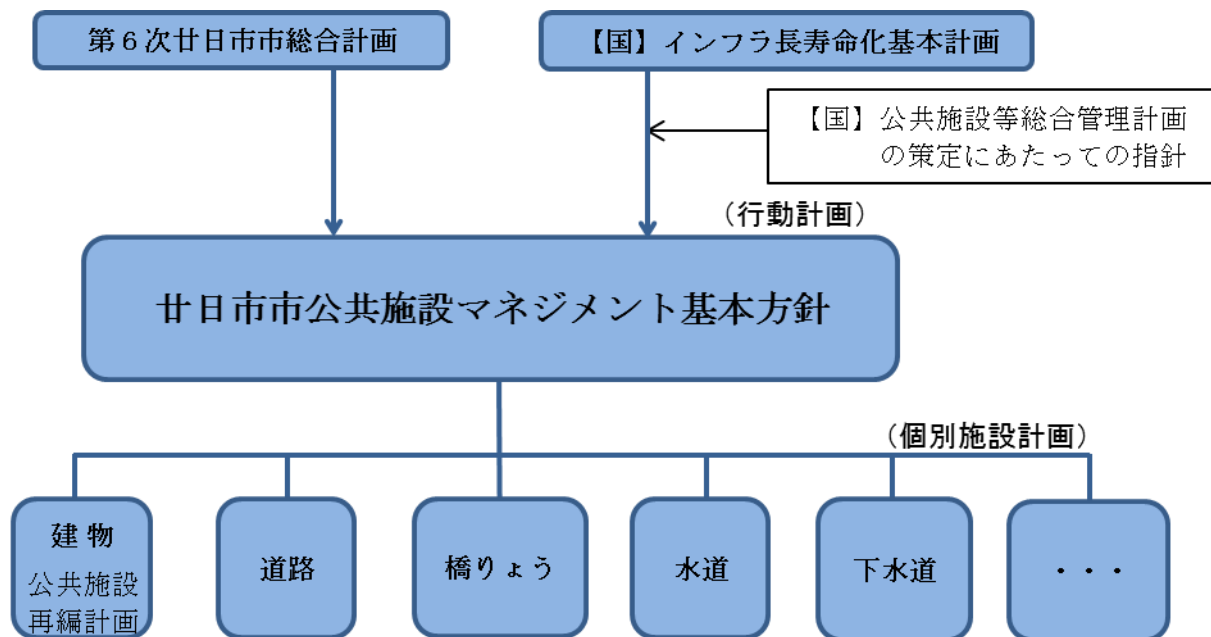 第６次廿日市市総合計画
【国】インフラ長寿命化基本計画
【国】公共施設等総合管理計画
の策定にあたっての指針
（行動計画）
廿日市市公共施設マネジメント基本方針
（個別施設計画）
建物
公共施設
再編計画
道路
橋りょう
水道
下水道
・・・